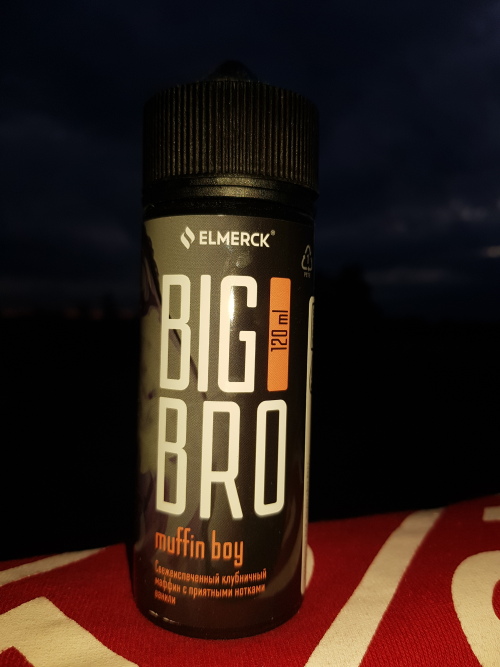 ELMERCK®
BIG
120 ml
BRO
muffin boy
Свежеиспеченный клубничный
маффин с приятными нотками
ванили